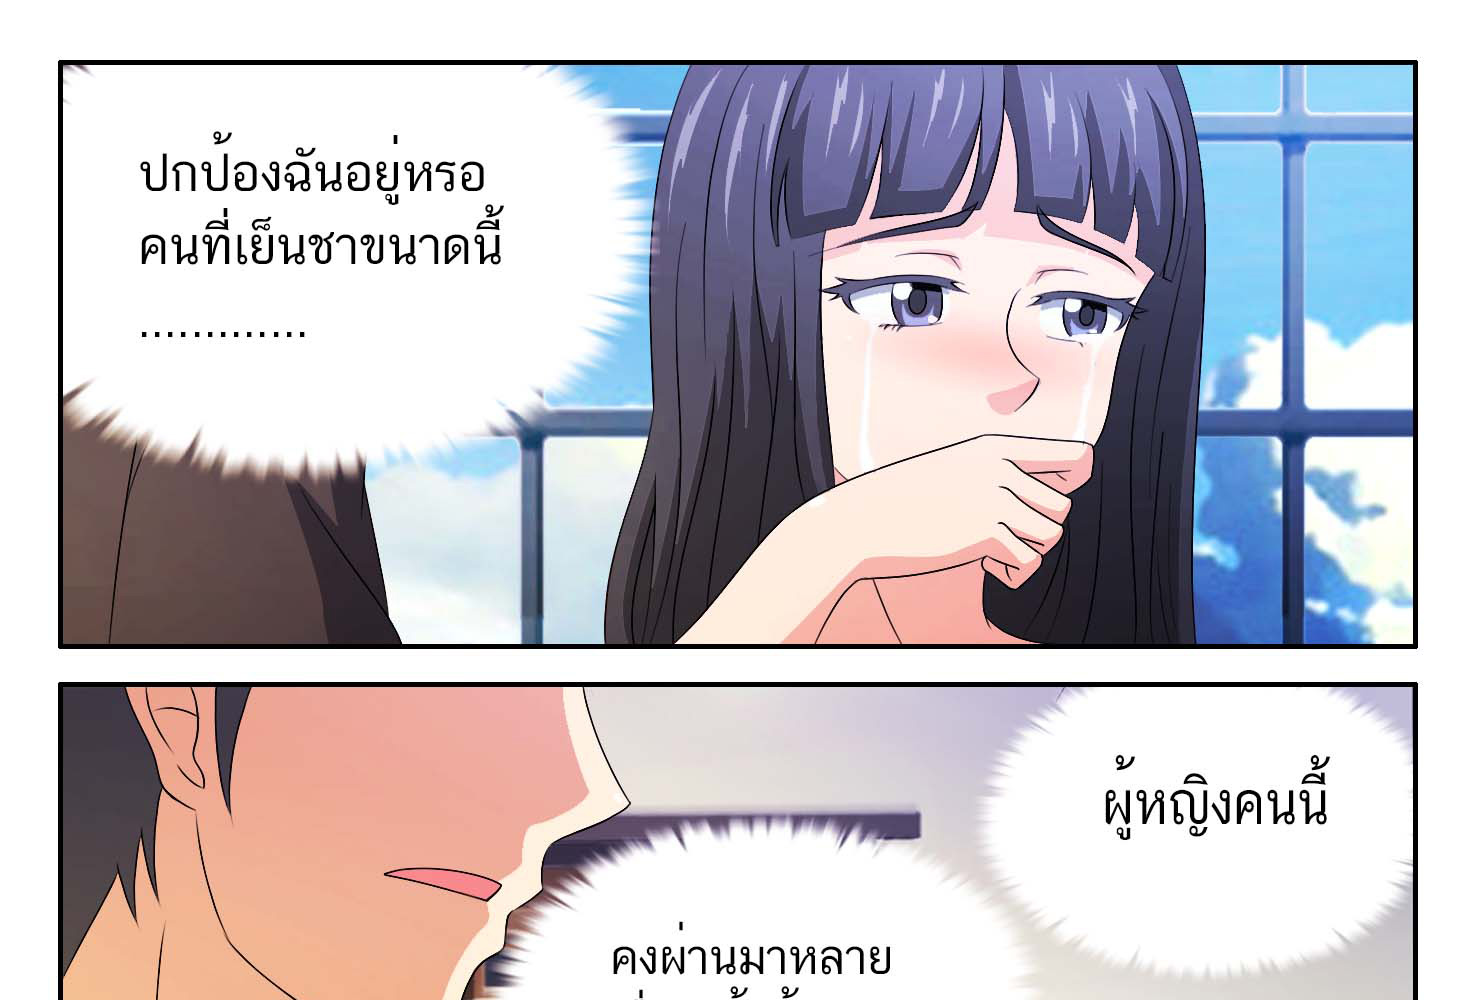 ปกป้องฉันอยู่หรอ
คนที่เย็นชาขนาดนี้
.............
ผู้หญิงคนนี้
คงผ่านมาหลาย